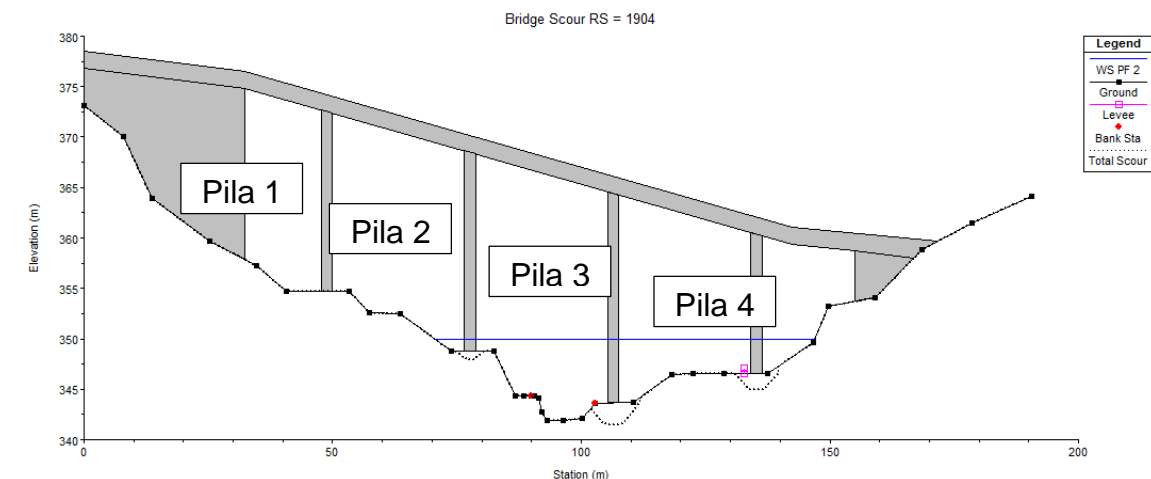 Bridge Scour RS = 1904
Legend
WS PF 2
Ground
Levee
Bank Sta
Total Scour
Elevation (m)
380
375
370
365
360
355
350
345
340
Pila 1
Pila 2
Pila 3
Pila 4
0
50
100
150
200
Station (m)